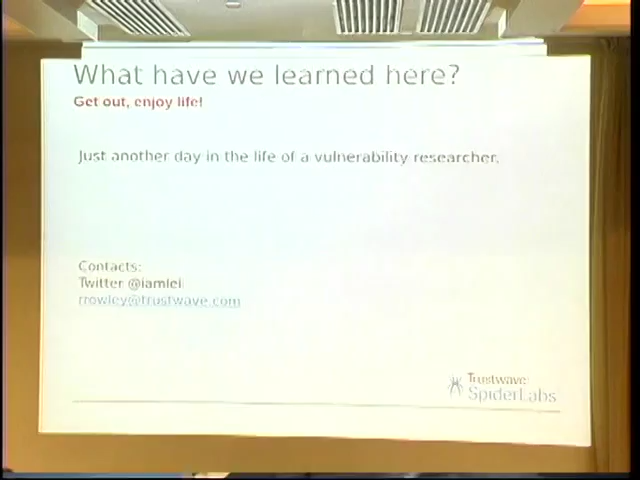 What have we learned here?
Get out, enjoy life!
Just another day in the life of a vulnerability researcher.
Contacts:
Twitter @iamlei
rrowley@trustwave.com
Trustwave
SpiderLabs